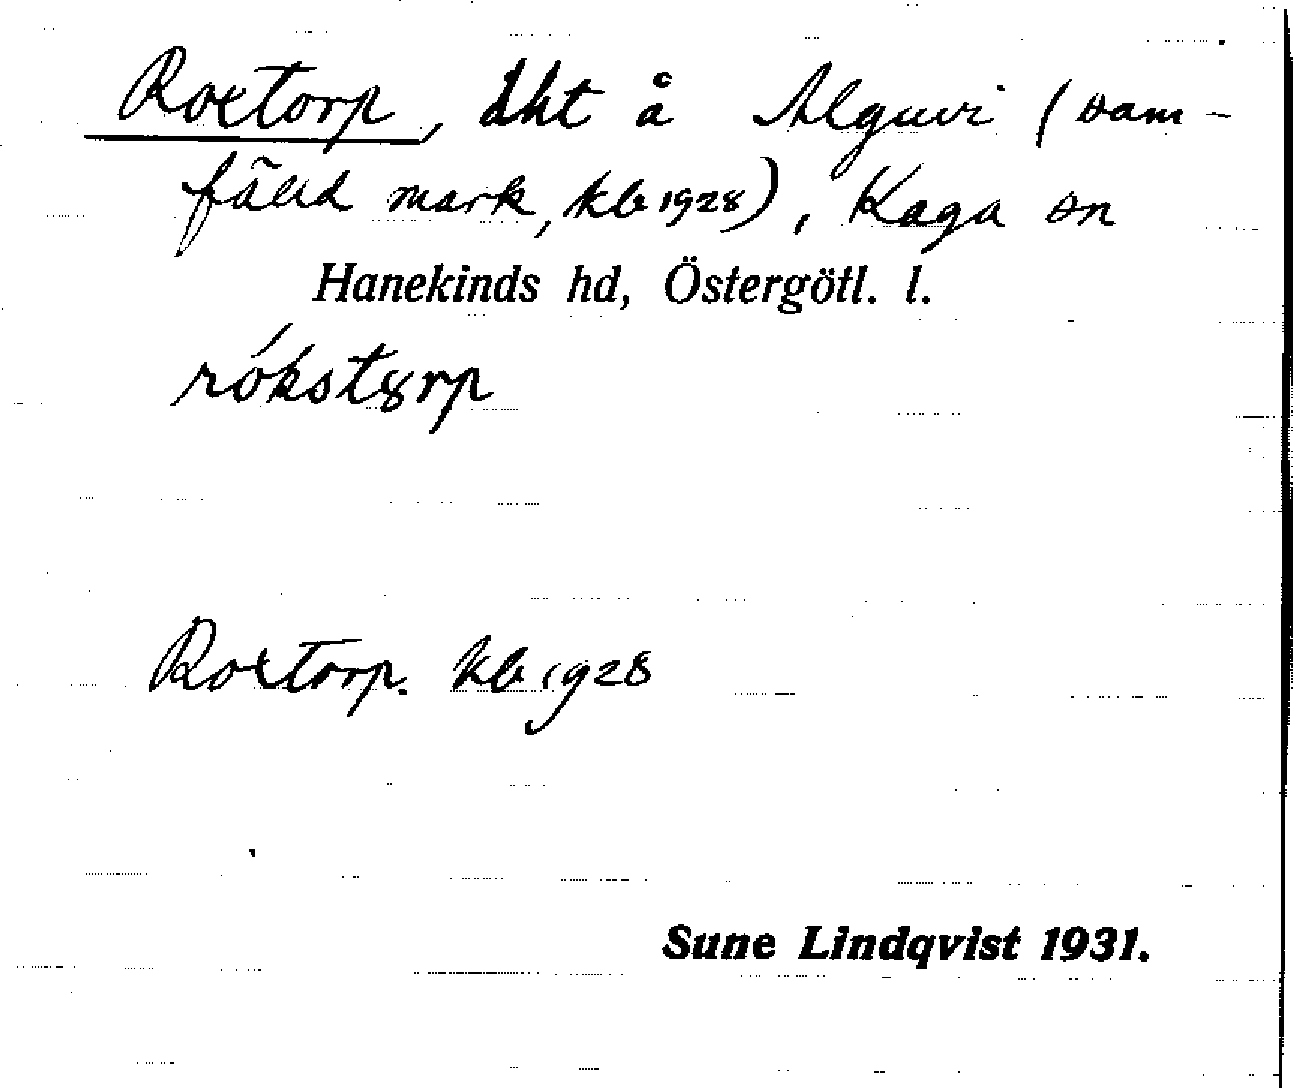 Roxtorp, dht å Alguvi (sam-
fälld mark, kb 1928), Kaga sn
Hanekinds hd, Östergötl. l.
rókstȣrp
Roxtorp. kb 1928
Sune Lindqvist 1931.